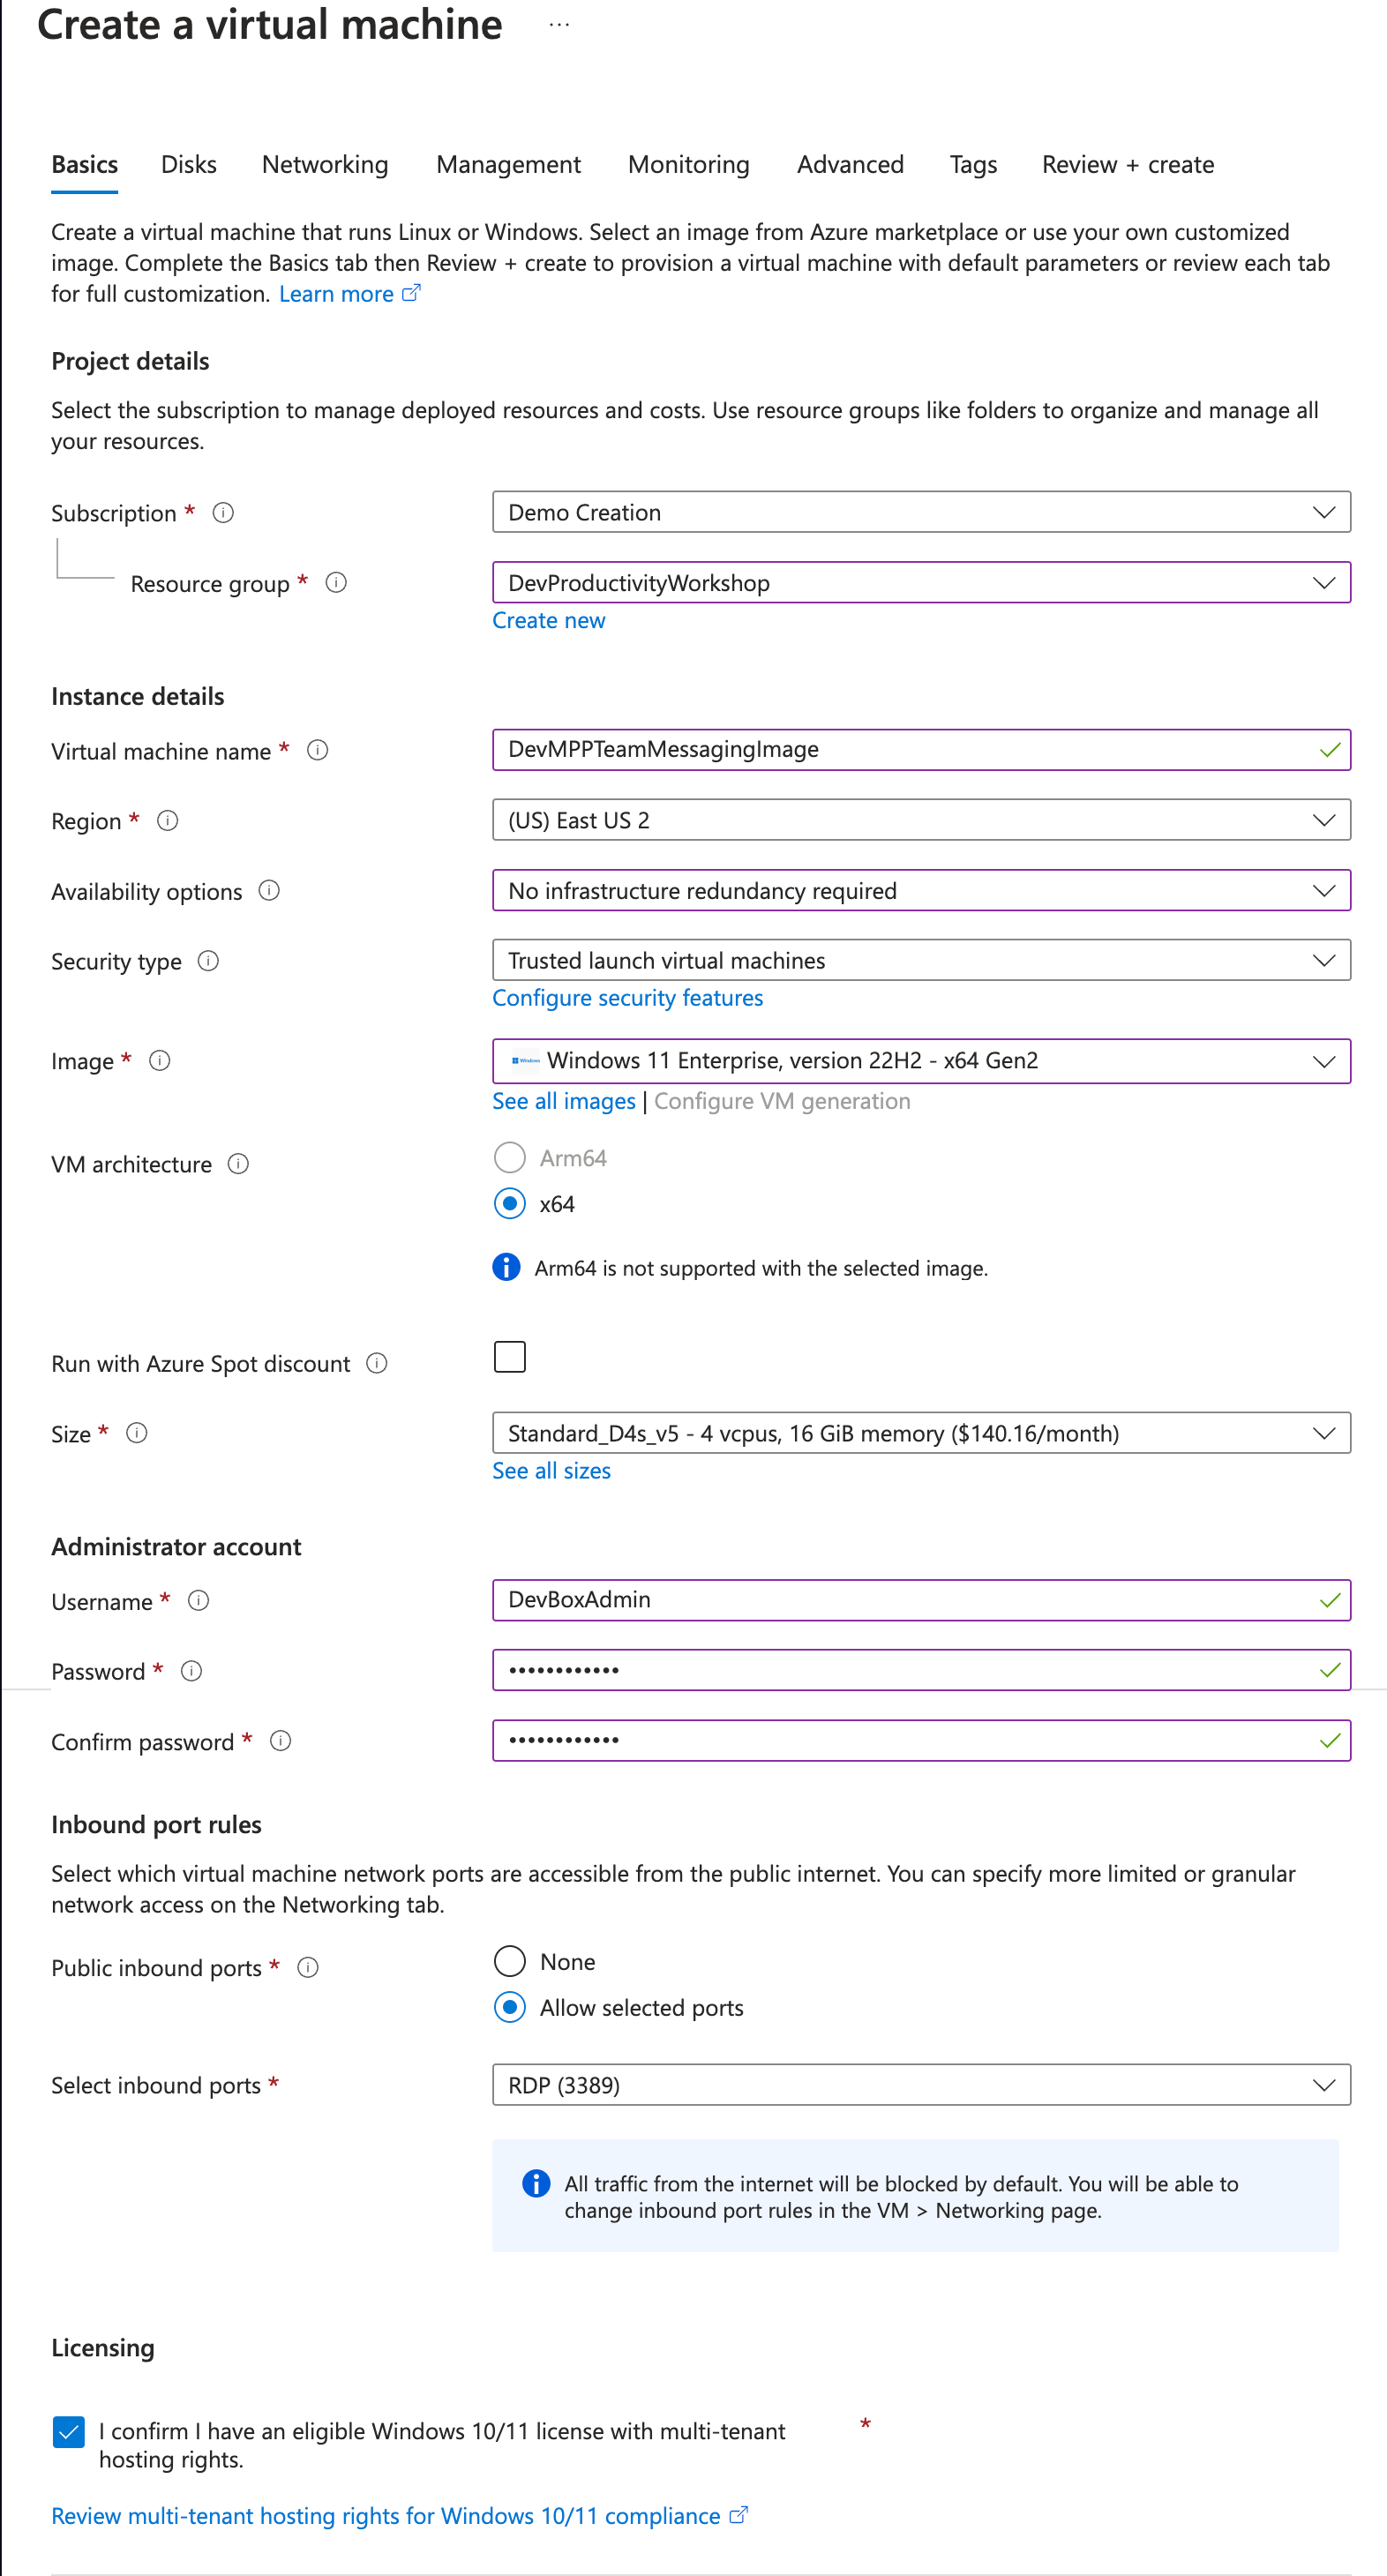 Create a virtual machine ...
Basics Disks Networking Management Monitoring Advanced Tags Review + create
Create a virtual machine that runs Linux or Windows. Select an image from Azure marketplace or use your own customized
image. Complete the Basics tab then Review + create to provision a virtual machine with default parameters or review each tab
for full customization. Learn more
Project details
Select the subscription to manage deployed resources and costs. Use resource groups like folders to organize and manage all
your resources.
Subscription * Demo Creation
Resource group * DevProductivityWorkshop
Create new
Instance details
Virtual machine name * DevMPPTeamMessagingImage
Region * (US) East US 2
Availability options No infrastructure redundancy required
Security type Trusted launch virtual machines
Configure security features
Image * Windows Windows 11 Enterprise, version 22H2 - x64 Gen2
See all images | Configure VM generation
VM architecture Arm64
x64
Arm64 is not supported with the selected image.
Run with Azure Spot discount
Size * Standard_D4s_v5 - 4 vcpus, 16 GiB memory ($140.16/month)
See all sizes
Administrator account
Username * DevBoxAdmin
Password * ••••••••••••
Confirm password * ••••••••••••
Inbound port rules
Select which virtual machine network ports are accessible from the public internet. You can specify more limited or granular
network access on the Networking tab.
Public inbound ports * None
Allow selected ports
Select inbound ports * RDP (3389)
All traffic from the internet will be blocked by default. You will be able to
change inbound port rules in the VM > Networking page.
Licensing
I confirm I have an eligible Windows 10/11 license with multi-tenant *
hosting rights.
Review multi-tenant hosting rights for Windows 10/11 compliance